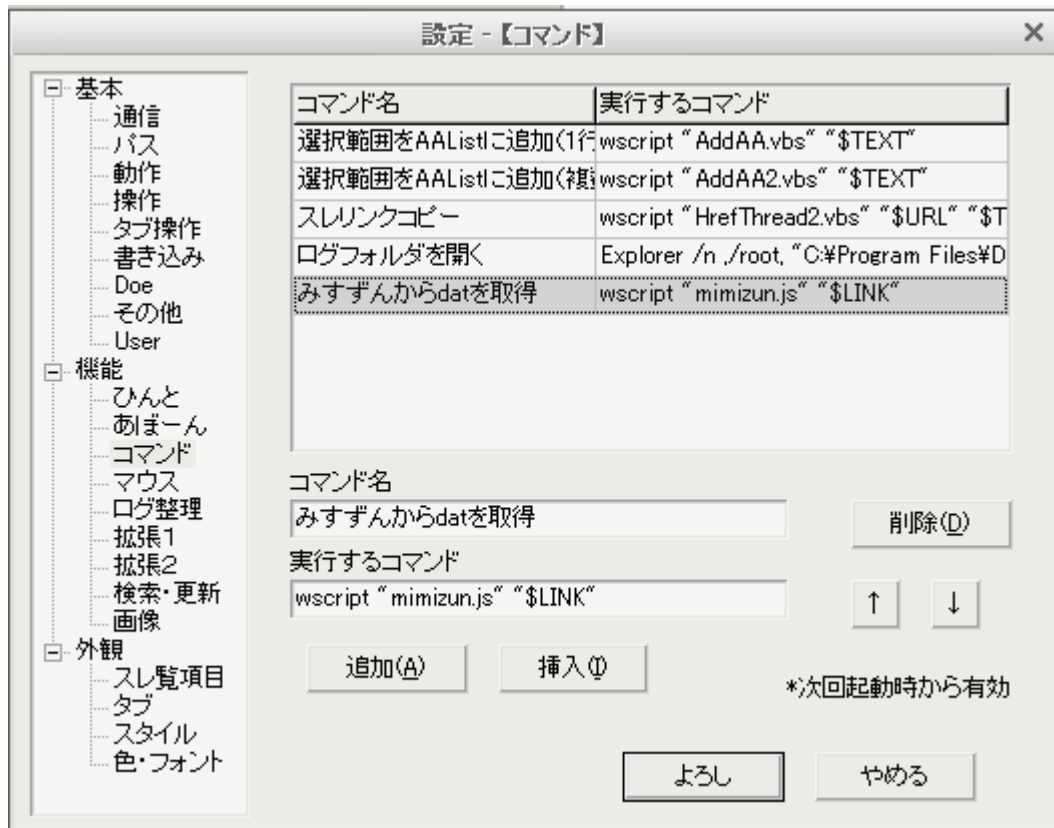 設定 -【コマンド】
基本
通信
パス
動作
操作
タブ操作
書き込み
Doe
その他
User
機能
ひんと
あぼーん
コマンド
マウス
ログ整理
拡張1
拡張2
検索・更新
画像
外観
スレ覧項目
タブ
スタイル
色・フォント
コマンド名 実行するコマンド
選択範囲をAAListに追加(1行 wscript "AddAA.vbs" "$TEXT"
選択範囲をAAListに追加(複数 wscript "AddAA2.vbs" "$TEXT"
スレリンクコピー wscript "HrefThread2.vbs" "$URL" "$T
ログフォルダを開く Explorer /n ,/root, "C:¥Program Files¥D
みすずんからdatを取得 wscript "mimizun.js" "$LINK"
コマンド名
みすずんからdatを取得
削除(D)
実行するコマンド
wscript "mimizun.js" "$LINK"
↑ ↓
追加(A) 挿入(I)
*次回起動時から有効
よろし やめる